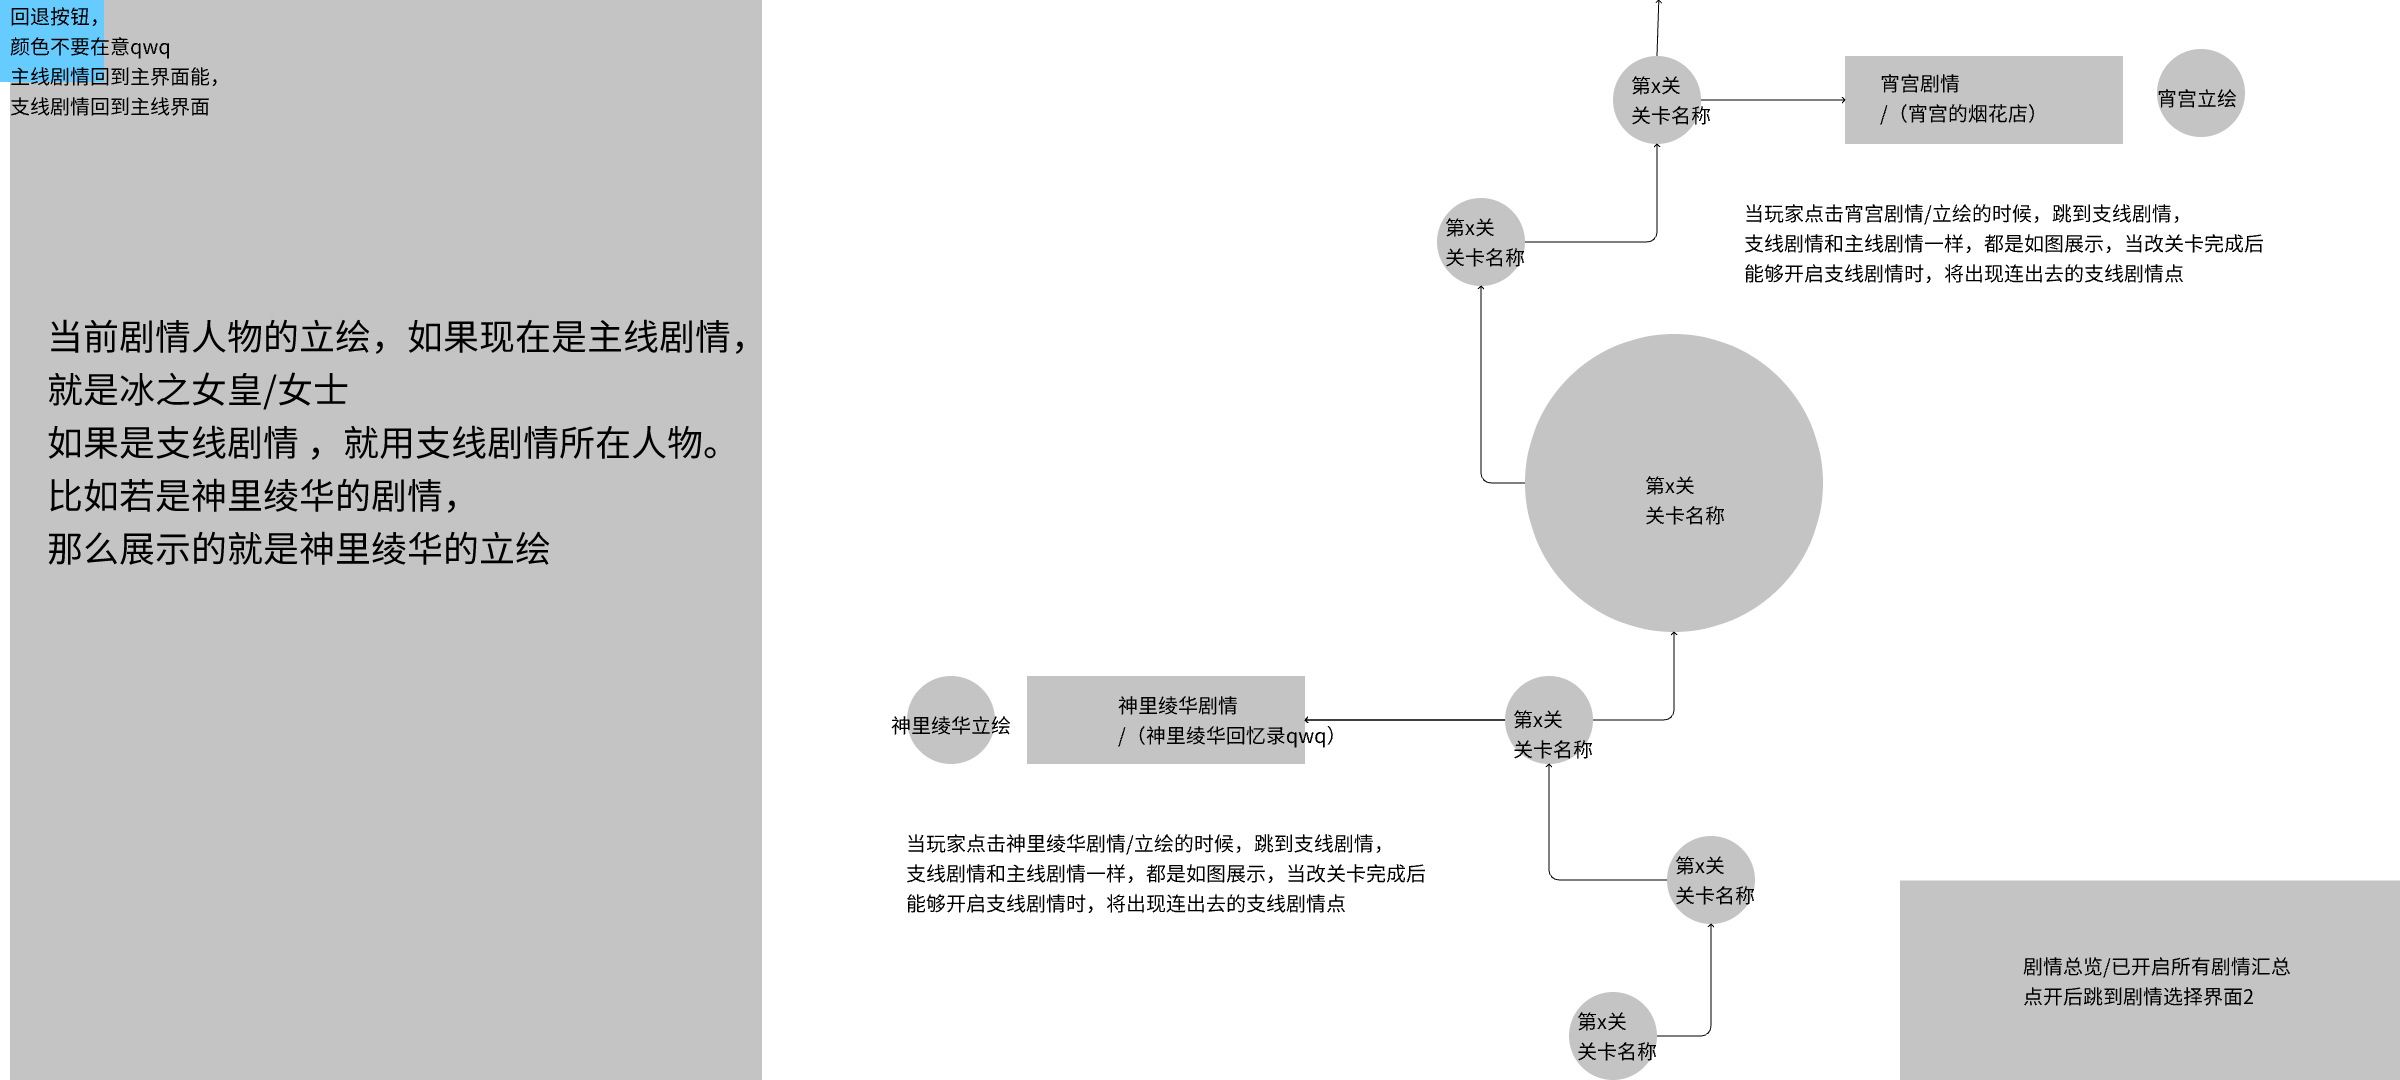 回退按钮，
颜色不要在意qwq
主线剧情回到主界面能，
支线剧情回到主线界面
当前剧情人物的立绘，如果现在是主线剧情，
就是冰之女皇/女士
如果是支线剧情 ，就用支线剧情所在人物。
比如若是神里绫华的剧情，
那么展示的就是神里绫华的立绘
第x关
关卡名称
宵宫剧情
/（宵宫的烟花店）
宵宫立绘
当玩家点击宵宫剧情/立绘的时候，跳到支线剧情，
支线剧情和主线剧情一样，都是如图展示，当改关卡完成后
能够开启支线剧情时，将出现连出去的支线剧情点
第x关
关卡名称
第x关
关卡名称
神里绫华立绘
神里绫华剧情
/（神里绫华回忆录qwq）
第x关
关卡名称
当玩家点击神里绫华剧情/立绘的时候，跳到支线剧情，
支线剧情和主线剧情一样，都是如图展示，当改关卡完成后
能够开启支线剧情时，将出现连出去的支线剧情点
第x关
关卡名称
第x关
关卡名称
剧情总览/已开启所有剧情汇总
点开后跳到剧情选择界面2